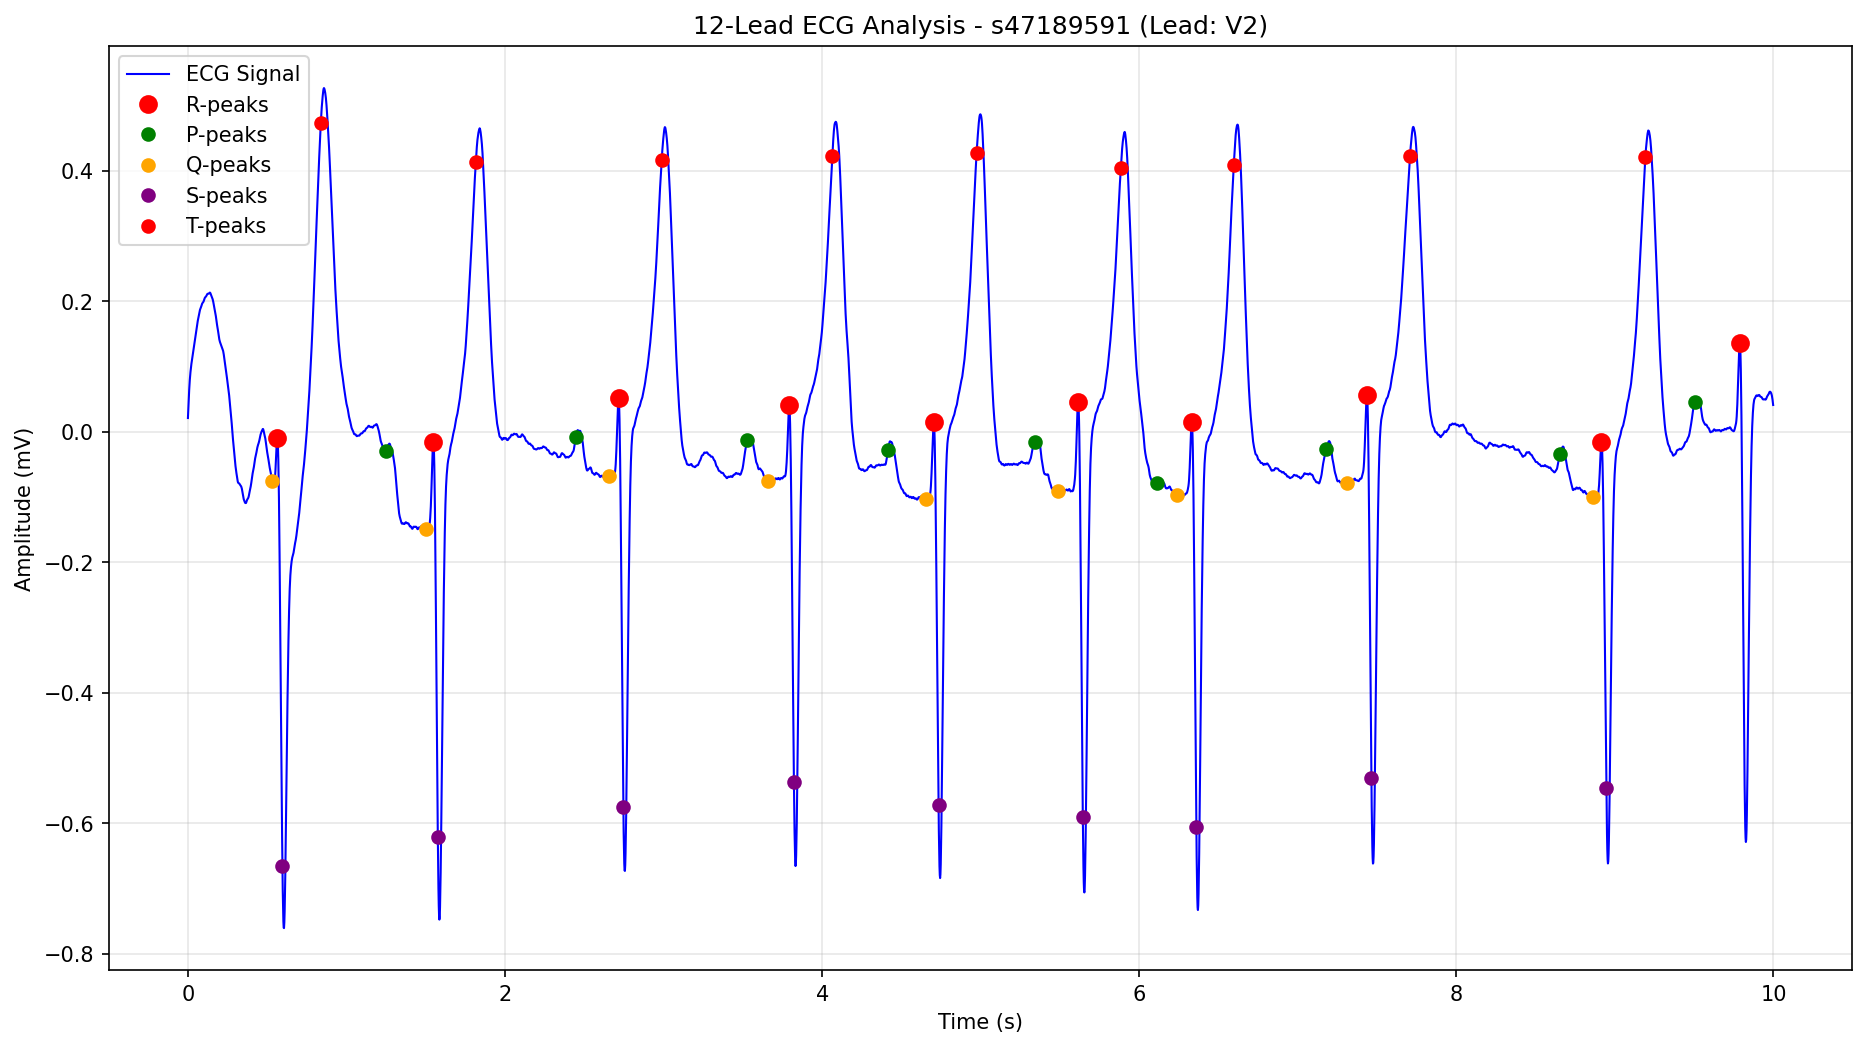 12-Lead ECG Analysis - s47189591 (Lead: V2)
ECG Signal
R-peaks
P-peaks
Q-peaks
S-peaks
T-peaks
Amplitude (mV)
0.4
0.2
0.0
−0.2
−0.4
−0.6
−0.8
0 2 4 6 8 10
Time (s)